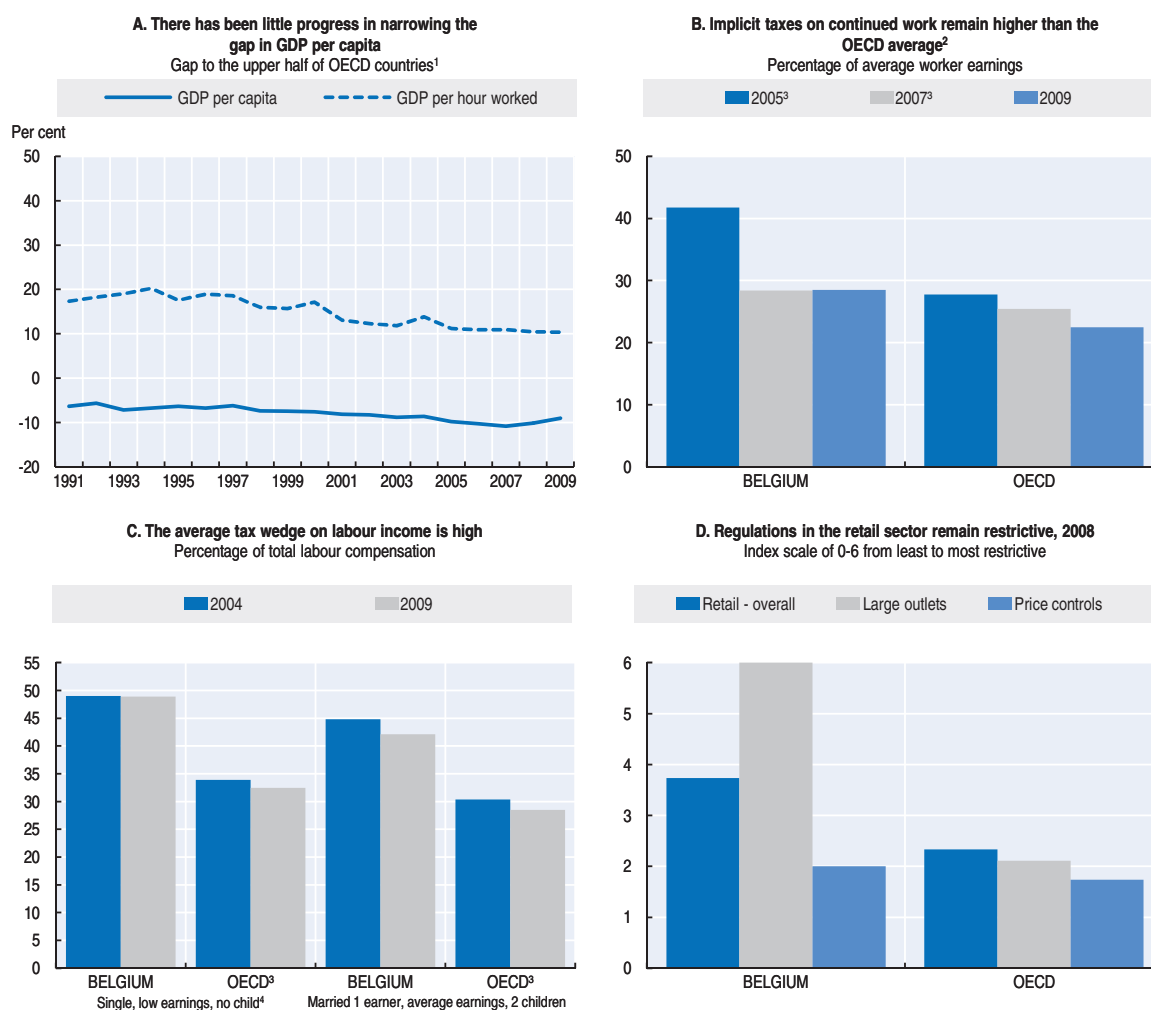 A. There has been little progress in narrowing the
gap in GDP per capita
Gap to the upper half of OECD countries¹
GDP per capita
GDP per hour worked
Per cent
50
40
30
20
10
0
-10
-20
1991 1993 1995 1997 1999 2001 2003 2005 2007 2009
B. Implicit taxes on continued work remain higher than the
OECD average²
Percentage of average worker earnings
2005³ 2007³ 2009
50
40
30
20
10
0
BELGIUM OECD
C. The average tax wedge on labour income is high
Percentage of total labour compensation
2004 2009
55
50
45
40
35
30
25
20
15
10
5
0
BELGIUM OECD³ BELGIUM OECD³
Single, low earnings, no child⁴ Married 1 earner, average earnings, 2 children
D. Regulations in the retail sector remain restrictive, 2008
Index scale of 0-6 from least to most restrictive
Retail - overall Large outlets Price controls
6
5
4
3
2
1
0
BELGIUM OECD